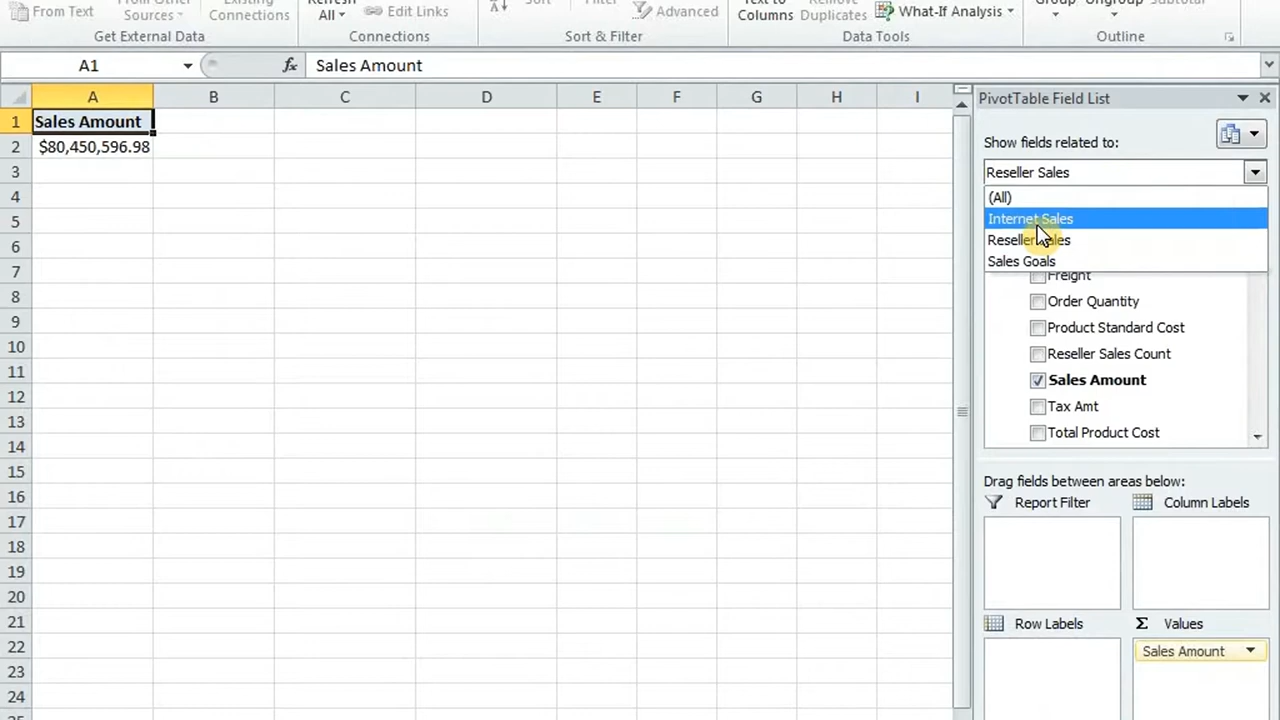 From Text
From Other
Sources
Existing
Connections
Get External Data
Refresh
All
Edit Links
Connections
Sort
Filter
Advanced
Sort & Filter
Text to
Columns
Remove
Duplicates
What-If Analysis
Data Tools
Group
Ungroup
Subtotal
Outline
A1
fx
Sales Amount
A B C D E F G H I
1 Sales Amount
2 $80,450,596.98
3
4
5
6
7
8
9
10
11
12
13
14
15
16
17
18
19
20
21
22
23
24
25
PivotTable Field List
Show fields related to:
Reseller Sales
(All)
Internet Sales
Reseller Sales
Sales Goals
Freight
Order Quantity
Product Standard Cost
Reseller Sales Count
Sales Amount
Tax Amt
Total Product Cost
Drag fields between areas below:
Report Filter
Column Labels
Row Labels
Σ Values
Sales Amount